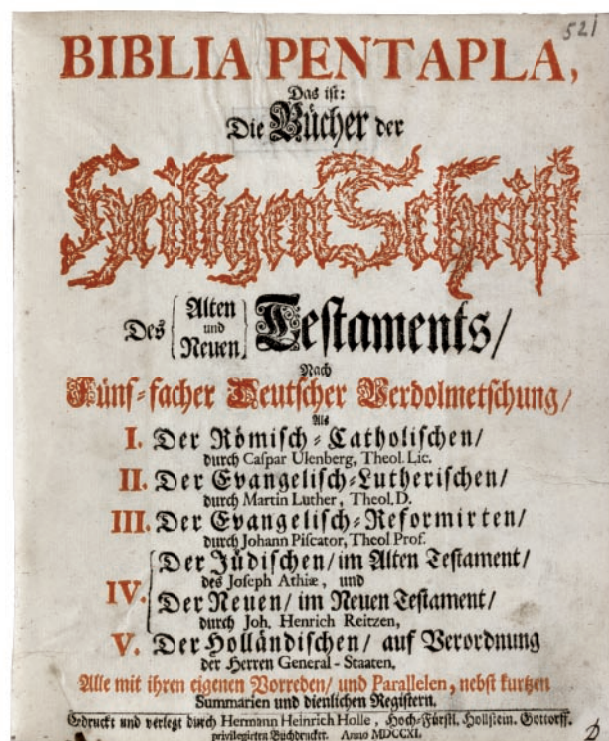 521
BIBLIA PENTAPLA,
Das ist:
Die Bücher der
Heiligen Schrifft
Des {Alten und Neuen} Testaments/
Nach
Fünf-facher Deutscher Verdolmetschung/
Als
I. Der Römisch-Catholischen/
durch Caspar Ulenberg, Theol. Lic.
II. Der Evangelisch-Lutherischen/
durch Martin Luther, Theol. D.
III. Der Evangelisch-Reformirten/
durch Johann Piscator, Theol Prof.
IV. Der Jüdischen/ im Alten Testament/
des Joseph Athiæ, und
Der Neuen/ im Neuen Testament/
durch Joh. Henrich Reitzen,
V. Der Holländischen/ auf Verordnung
der Herren General-Staaten,
Alle mit ihren eigenen Vorreden/ und Parallelen, nebst kurtzen
Summarien und dienlichen Registern.
Gedruckt und verlegt durch Hermann Heinrich Holle, Hoch-Fürstl. Hollstein. Gottorff.
privilegirten Buchdrucker. Anno MDCCXI.